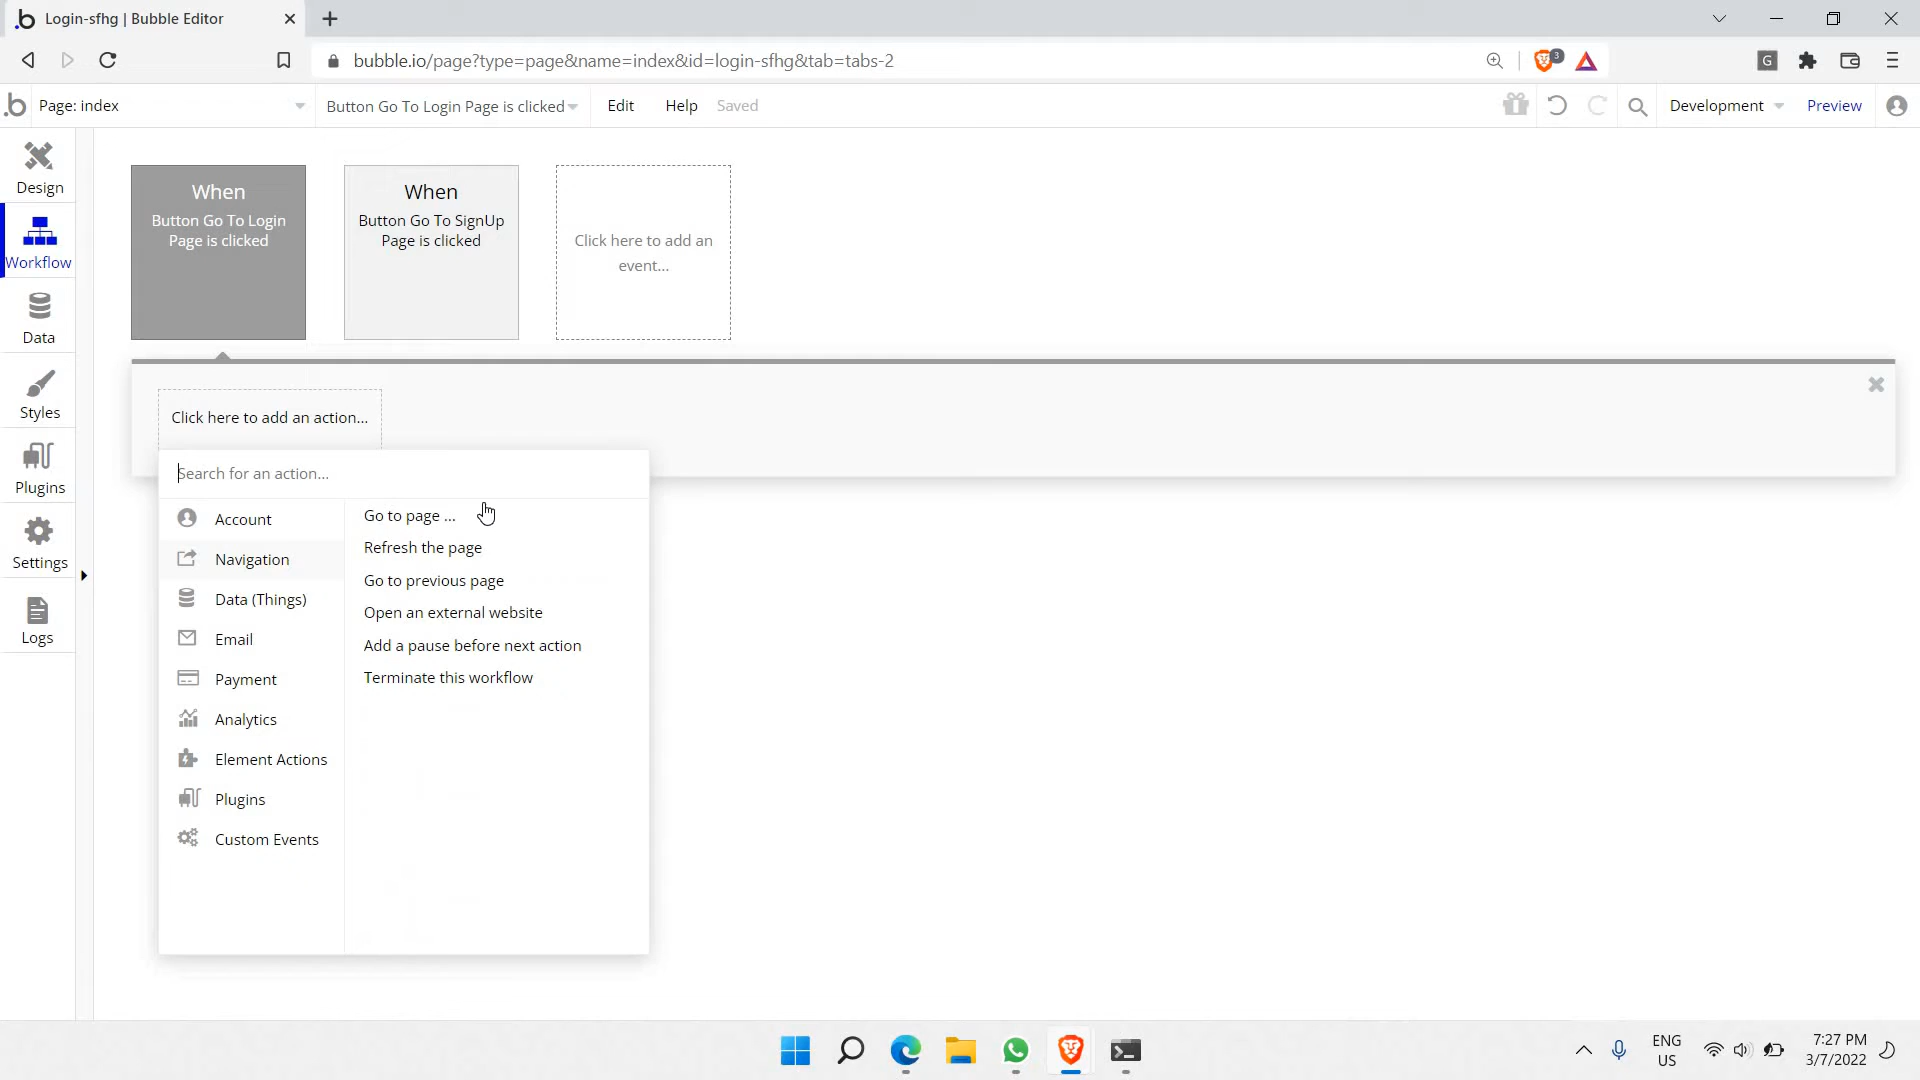 Login-sfhg | Bubble Editor
bubble.io/page?type=page&name=index&id=login-sfhg&tab=tabs-2
3
G
b
Page: index
Button Go To Login Page is clicked
Edit
Help
Saved
Development
Preview
Design
Workflow
Data
Styles
Plugins
Settings
Logs
When
Button Go To Login
Page is clicked
When
Button Go To SignUp
Page is clicked
Click here to add an
event...
Click here to add an action...
Search for an action...
Account
Navigation
Data (Things)
Email
Payment
Analytics
Element Actions
Plugins
Custom Events
Go to page ...
Refresh the page
Go to previous page
Open an external website
Add a pause before next action
Terminate this workflow
ENG
US
7:27 PM
3/7/2022